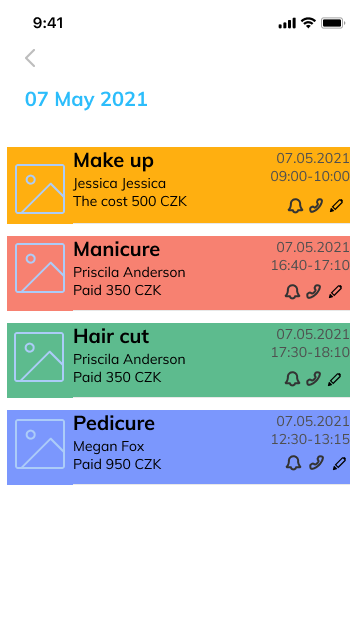 9:41
07 May 2021
Make up
07.05.2021
Jessica Jessica
09:00-10:00
The cost 500 CZK
Manicure
07.05.2021
Priscila Anderson
16:40-17:10
Paid 350 CZK
Hair cut
07.05.2021
Priscila Anderson
17:30-18:10
Paid 350 CZK
Pedicure
07.05.2021
Megan Fox
12:30-13:15
Paid 950 CZK